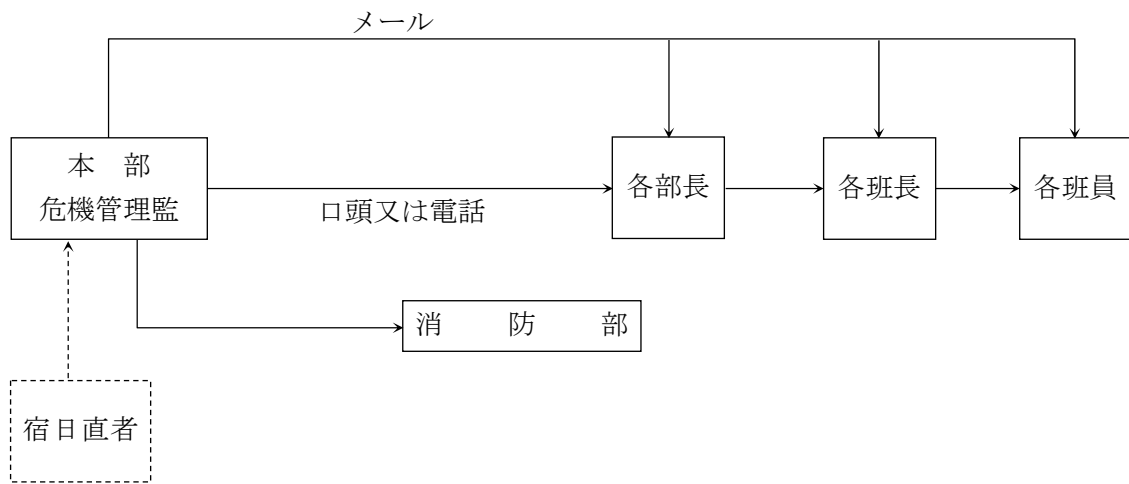 メール
本　部
危機管理監
口頭又は電話
各部長
各班長
各班員
消　防　部
宿日直者